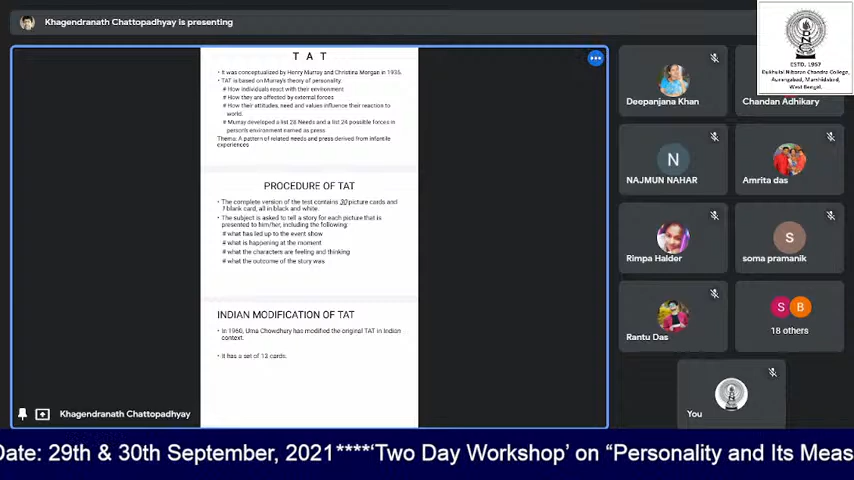 Khagendranath Chattopadhyay is presenting
T A T
• It was conceptualized by Henry Murray and Christina Morgan in 1935.
• TAT is based on Murray's theory of personality.
# How individuals erect with their environment
# How they are affected by external forces
# How their attitudes, need and values influence their reaction to
world.
# Murray developed a list 28 Needs and a list 24 possible forces in
person's environment named as press
Thema: A pattern of related needs and press derived from infantile
experiences
PROCEDURE OF TAT
• The complete version of the test contains 30 picture cards and
1 blank card, all in black and white.
• The subject is asked to tell a story for each picture that is
presented to him/her, including the following:
# what has led up to the event show
# what is happening at the moment
# what the characters are feeling and thinking
# what the outcome of the story was
INDIAN MODIFICATION OF TAT
• In 1960, Uma Chowdhury has modified the original TAT in Indian
context.
• It has a set of 13 cards.
Khagendranath Chattopadhyay
Deepanjana Khan
Chandan Adhikary
N
NAJMUN NAHAR
Amrita das
Rimpa Halder
S
soma pramanik
Rantu Das
S B
18 others
You
ESTD. 1967
Dukhulal Nibaran Chandra College,
Aurangabad, Murshidabad,
West Bengal.
Date: 29th & 30th September, 2021****‘Two Day Workshop’ on “Personality and Its Meas